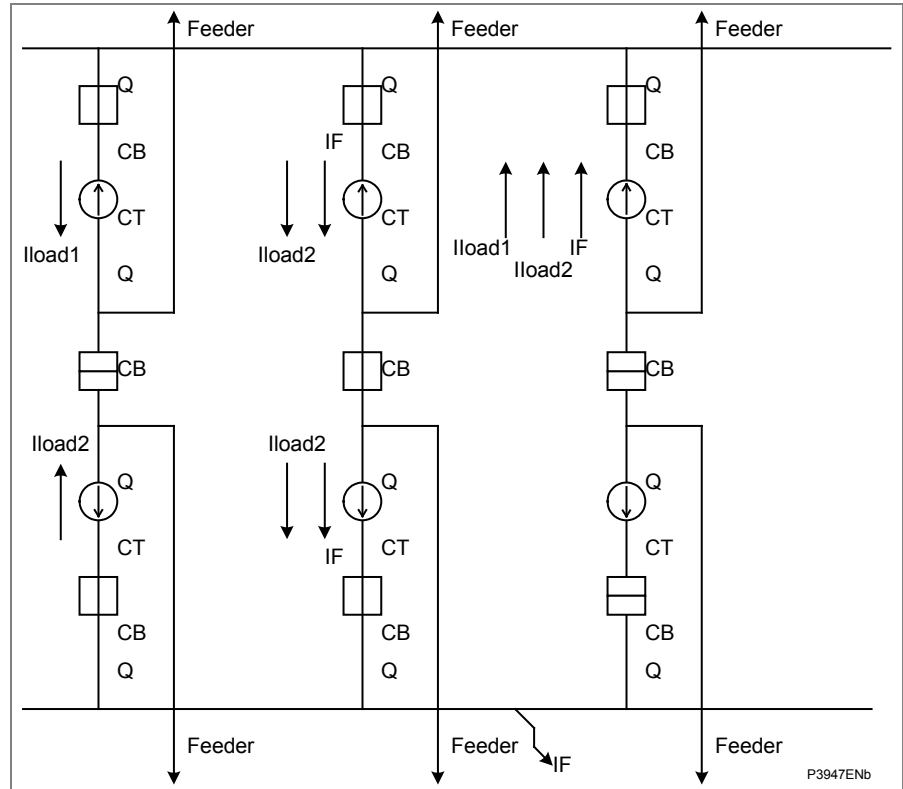 Feeder
Feeder
Feeder
Q
Q
Q
CB
IF
CB
CB
CT
CT
CT
Iload1
Iload2
Iload1
IF
Iload2
Q
Q
Q
CB
CB
CB
Iload2
Iload2
Q
Q
Q
CT
IF
CT
CT
CB
CB
CB
Q
Q
Q
Feeder
Feeder
IF
Feeder
P3947ENb